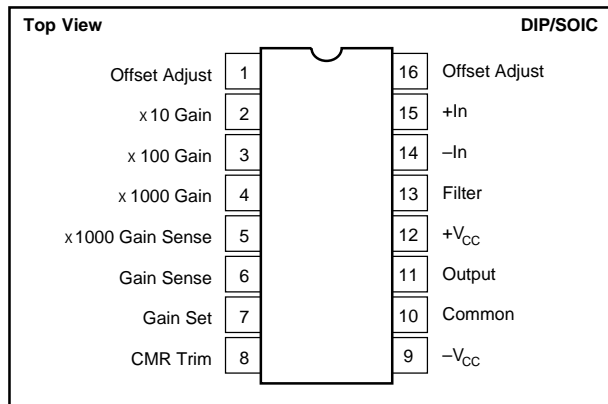 Top View DIP/SOIC
Offset Adjust 1 16 Offset Adjust
x10 Gain 2 15 +In
x 100 Gain 3 14 –In
x 1000 Gain 4 13 Filter
x1000 Gain Sense 5 12 +VCC
Gain Sense 6 11 Output
Gain Set 7 10 Common
CMR Trim 8 9 –VCC